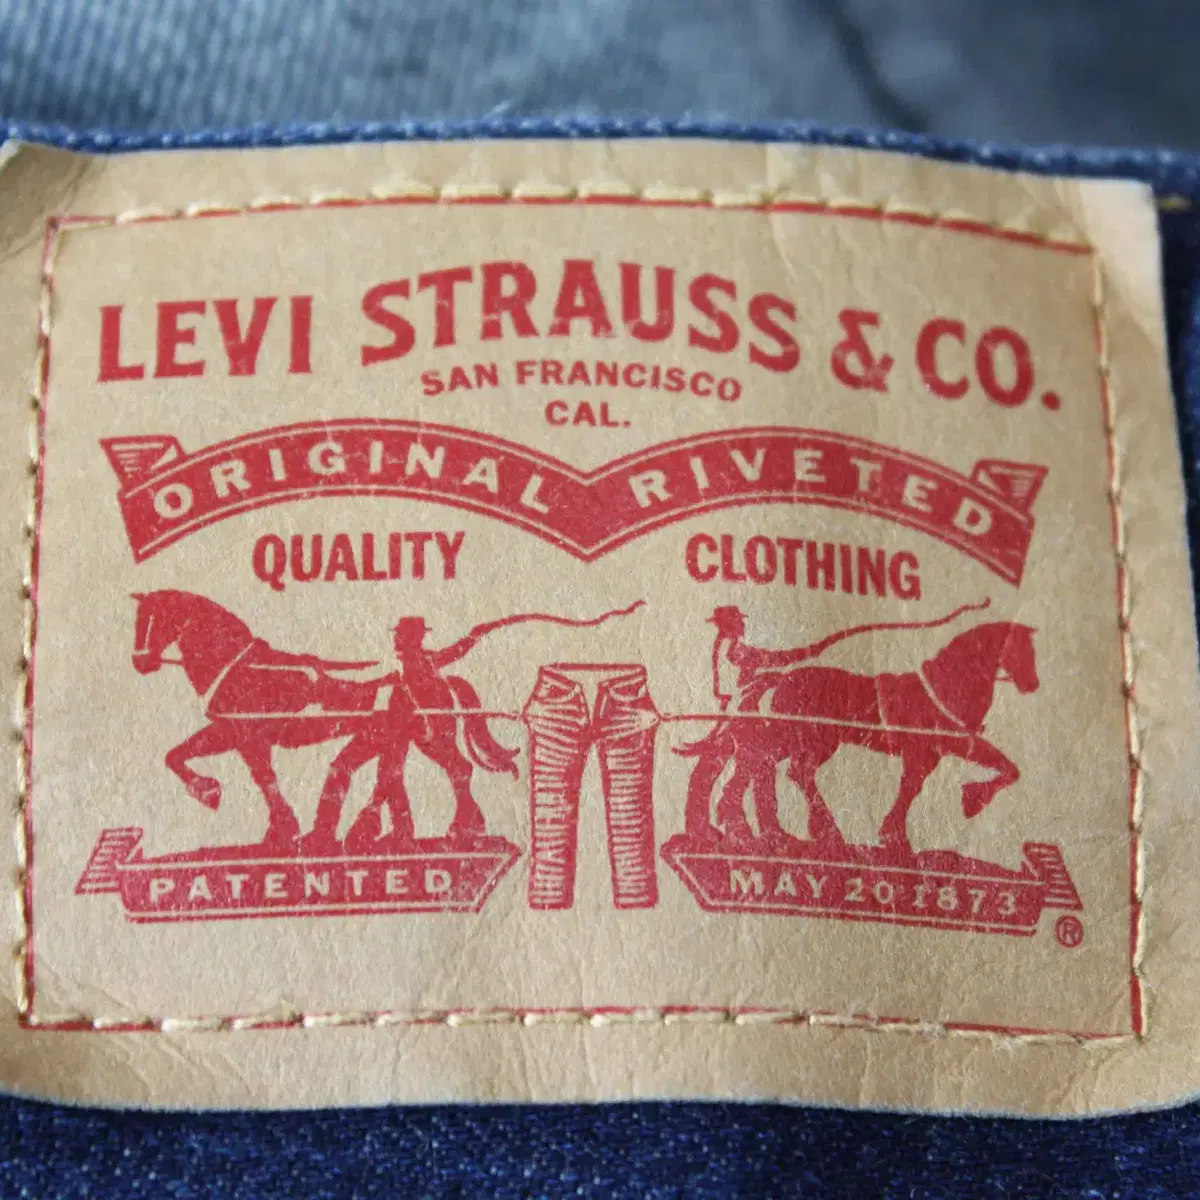 LEVI STRAUSS & CO.
SAN FRANCISCO
CAL.
ORIGINAL RIVETED
QUALITY CLOTHING
PATENTED MAY 20 1873
®